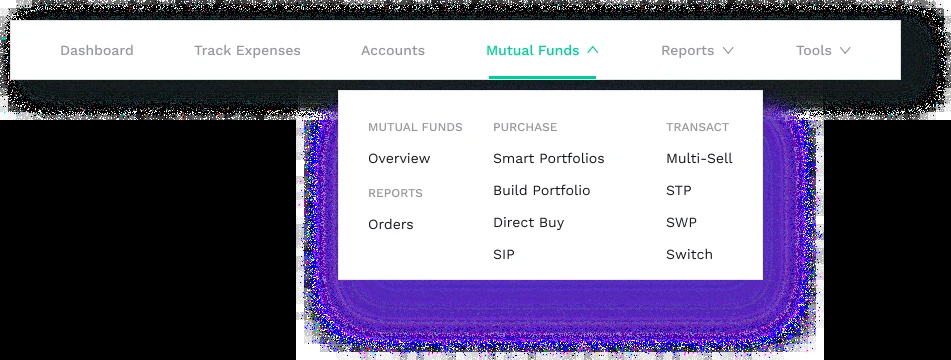 Dashboard
Track Expenses
Accounts
Mutual Funds
Reports
Tools
MUTUAL FUNDS
Overview
REPORTS
Orders
PURCHASE
Smart Portfolios
Build Portfolio
Direct Buy
SIP
TRANSACT
Multi-Sell
STP
SWP
Switch